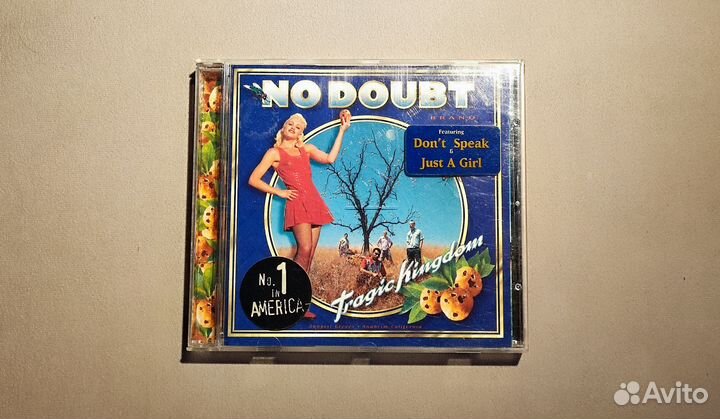 NO DOUBT
BRAND
Featuring
Don't Speak
&
Just A Girl
Tragic Kingdom
No. 1
IN
AMERICA
Avito